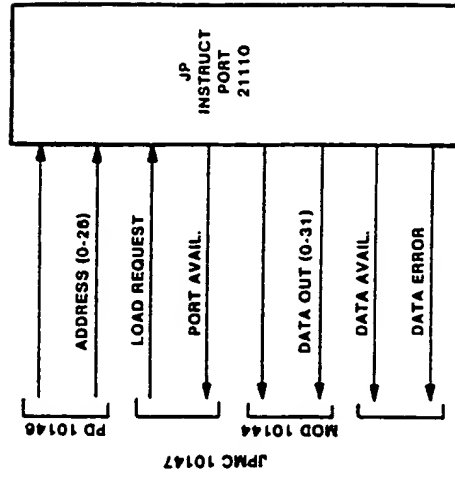 JP
INSTRUCT
PORT
21110
ADDRESS (0-26)
LOAD REQUEST
PORT AVAIL.
DATA OUT (0-31)
DATA AVAIL.
DATA ERROR
PD 10146
MOD 10144
JPMC 10147